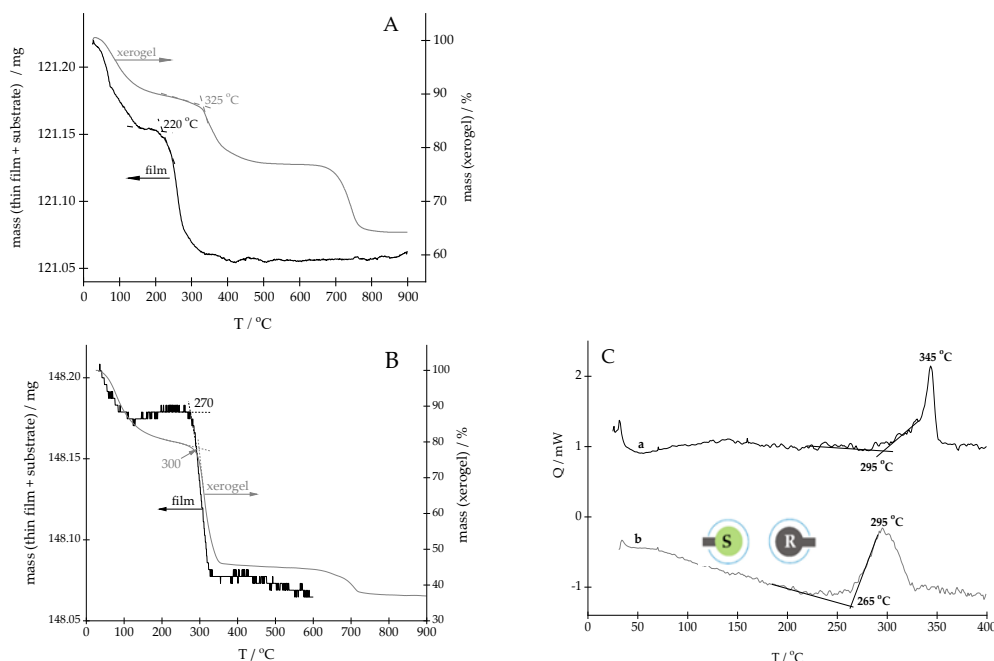 A
mass (thin film + substrate) / mg
121.20
121.15
121.10
121.05
xerogel
325 °C
220 °C
film
100
90
80
70
60
mass (xerogel) / %
0 100 200 300 400 500 600 700 800 900
T / °C
B
mass (thin film + substrate) / mg
148.20
148.15
148.10
148.05
270
300
xerogel
film
100
90
80
70
60
50
40
30
mass (xerogel) / %
0 100 200 300 400 500 600 700 800 900
T / °C
C
Q / mW
2
1
0
-1
345 °C
a
295 °C
295 °C
b
S
R
265 °C
0 50 100 150 200 250 300 350 400
T / °C